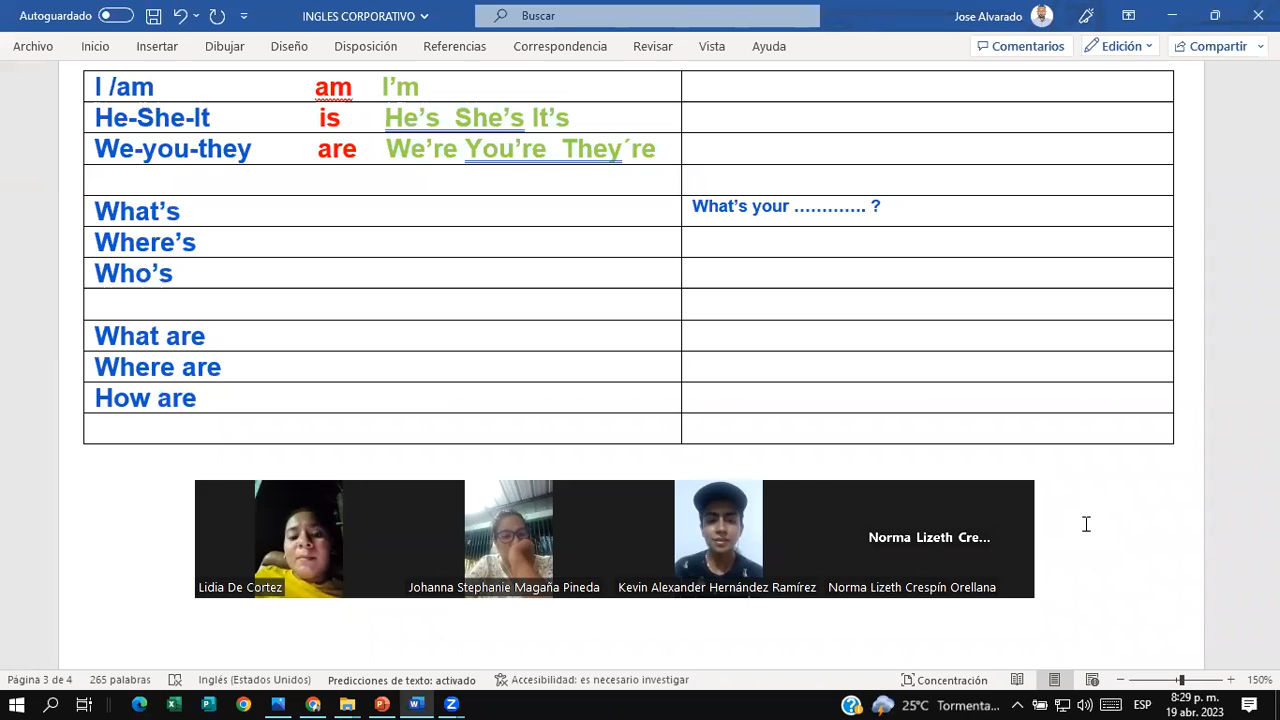 Autoguardado
INGLES CORPORATIVO
Buscar
Jose Alvarado
Archivo Inicio Insertar Dibujar Diseño Disposición Referencias Correspondencia Revisar Vista Ayuda Comentarios Edición Compartir
I /am am I'm
He-She-It is He's She's It's
We-you-they are We're You're They´re
What's What's your ............. ?
Where's
Who's
What are
Where are
How are
Norma Lizeth Cre...
Lidia De Cortez Johanna Stephanie Magaña Pineda Kevin Alexander Hernández Ramírez Norma Lizeth Crespín Orellana
Página 3 de 4 265 palabras Inglés (Estados Unidos) Predicciones de texto: activado Accesibilidad: es necesario investigar Concentración 150%
25°C Tormenta... ESP 8:29 p. m.
19 abr. 2023